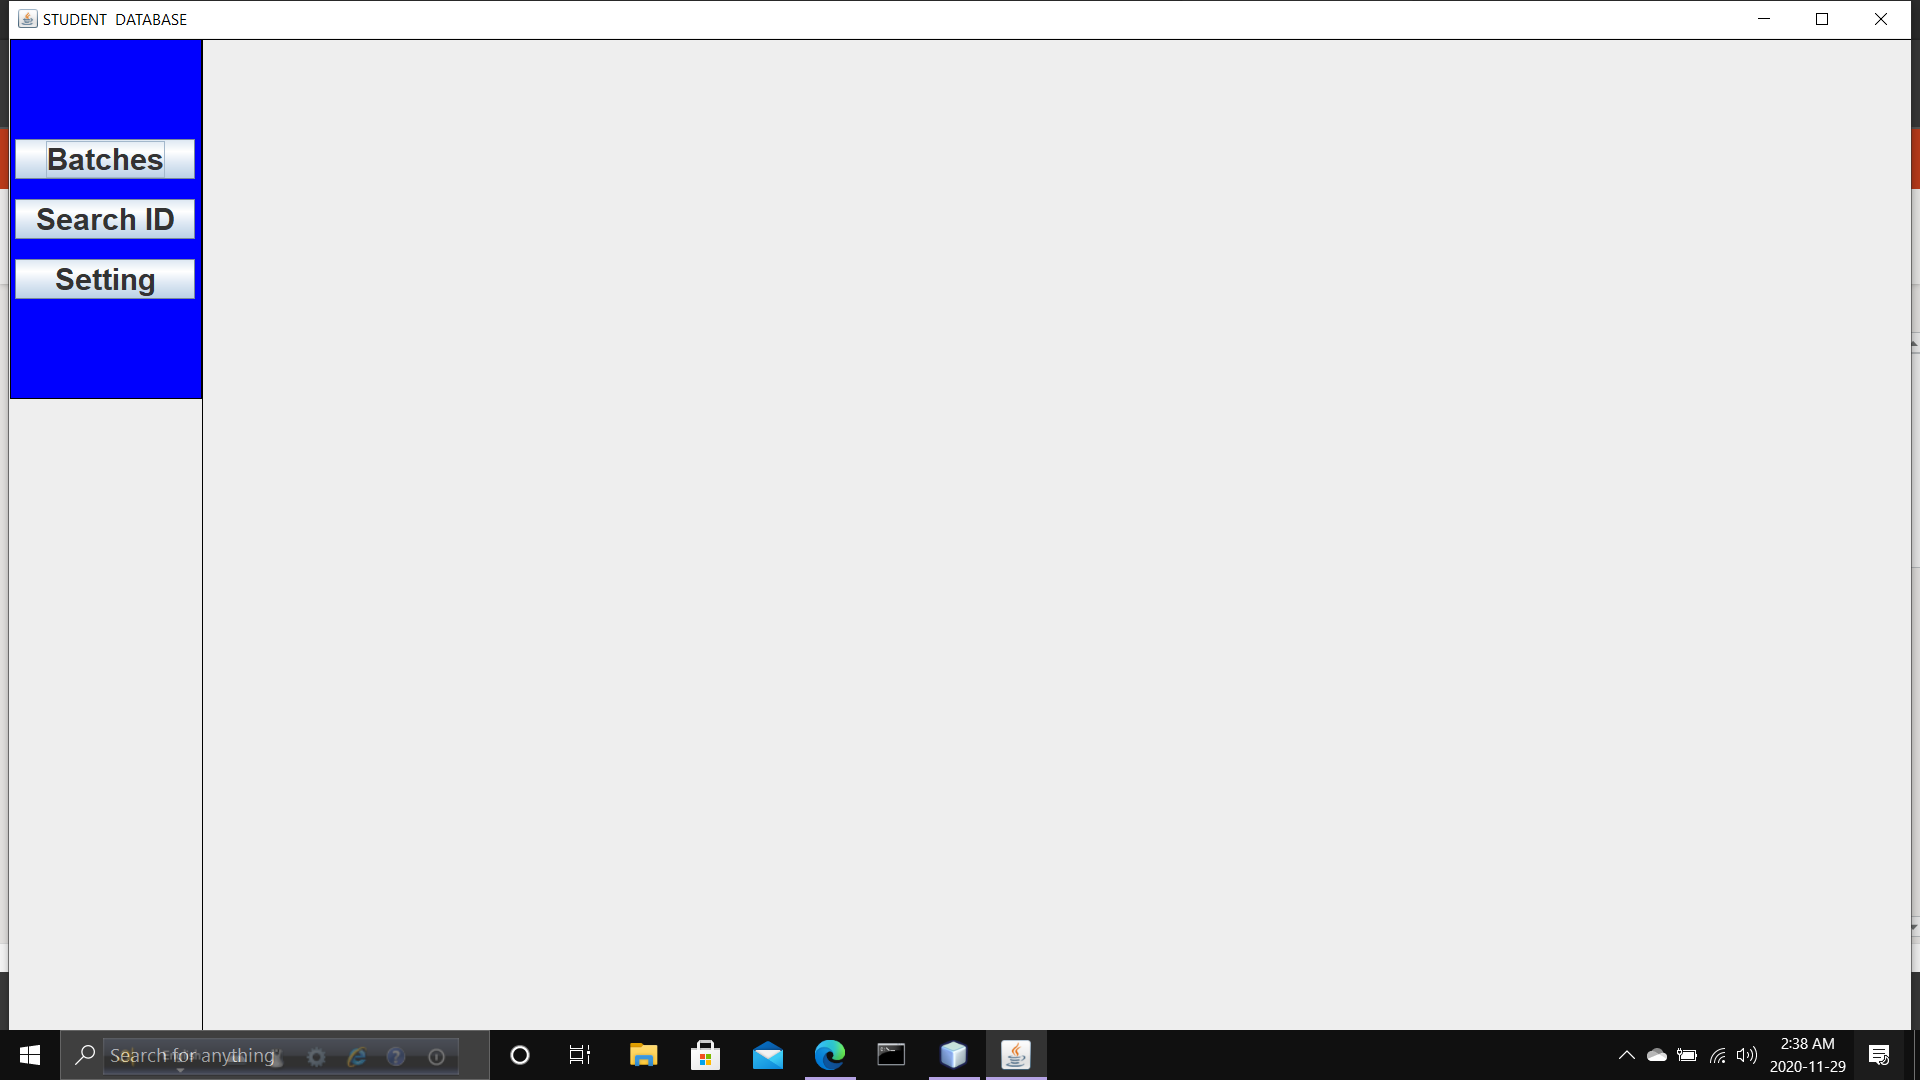 STUDENT  DATABASE
Batches
Search ID
Setting
Search for anything
2:38 AM
2020-11-29